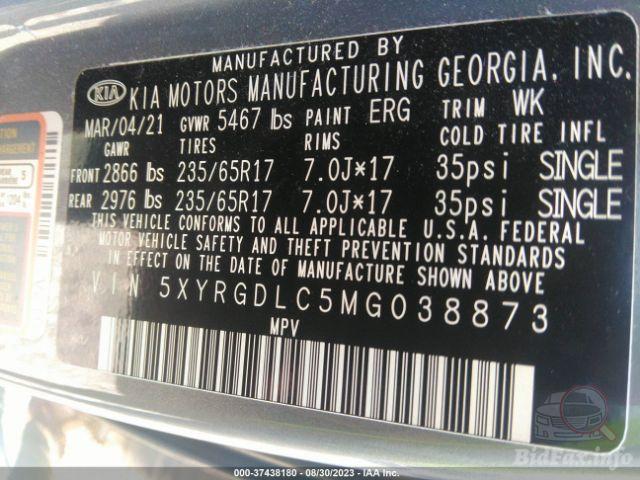 MANUFACTURED BY
KIA KIA MOTORS MANUFACTURING GEORGIA, INC.
MAR/04/21 GVWR 5467 lbs PAINT ERG TRIM WK
GAWR TIRES RIMS COLD TIRE INFL
FRONT 2866 lbs 235/65R17 7.0J*17 35psi SINGLE
REAR 2976 lbs 235/65R17 7.0J*17 35psi SINGLE
THIS VEHICLE CONFORMS TO ALL APPLICABLE U.S.A. FEDERAL
MOTOR VEHICLE SAFETY AND THEFT PREVENTION STANDARDS
IN EFFECT ON THE DATE OF MANUFACTURE SHOWN ABOVE
VIN 5XYRGDLC5MG038873
MPV
000-37438180 - 08/30/2023 - IAA Inc.
BidFax.info